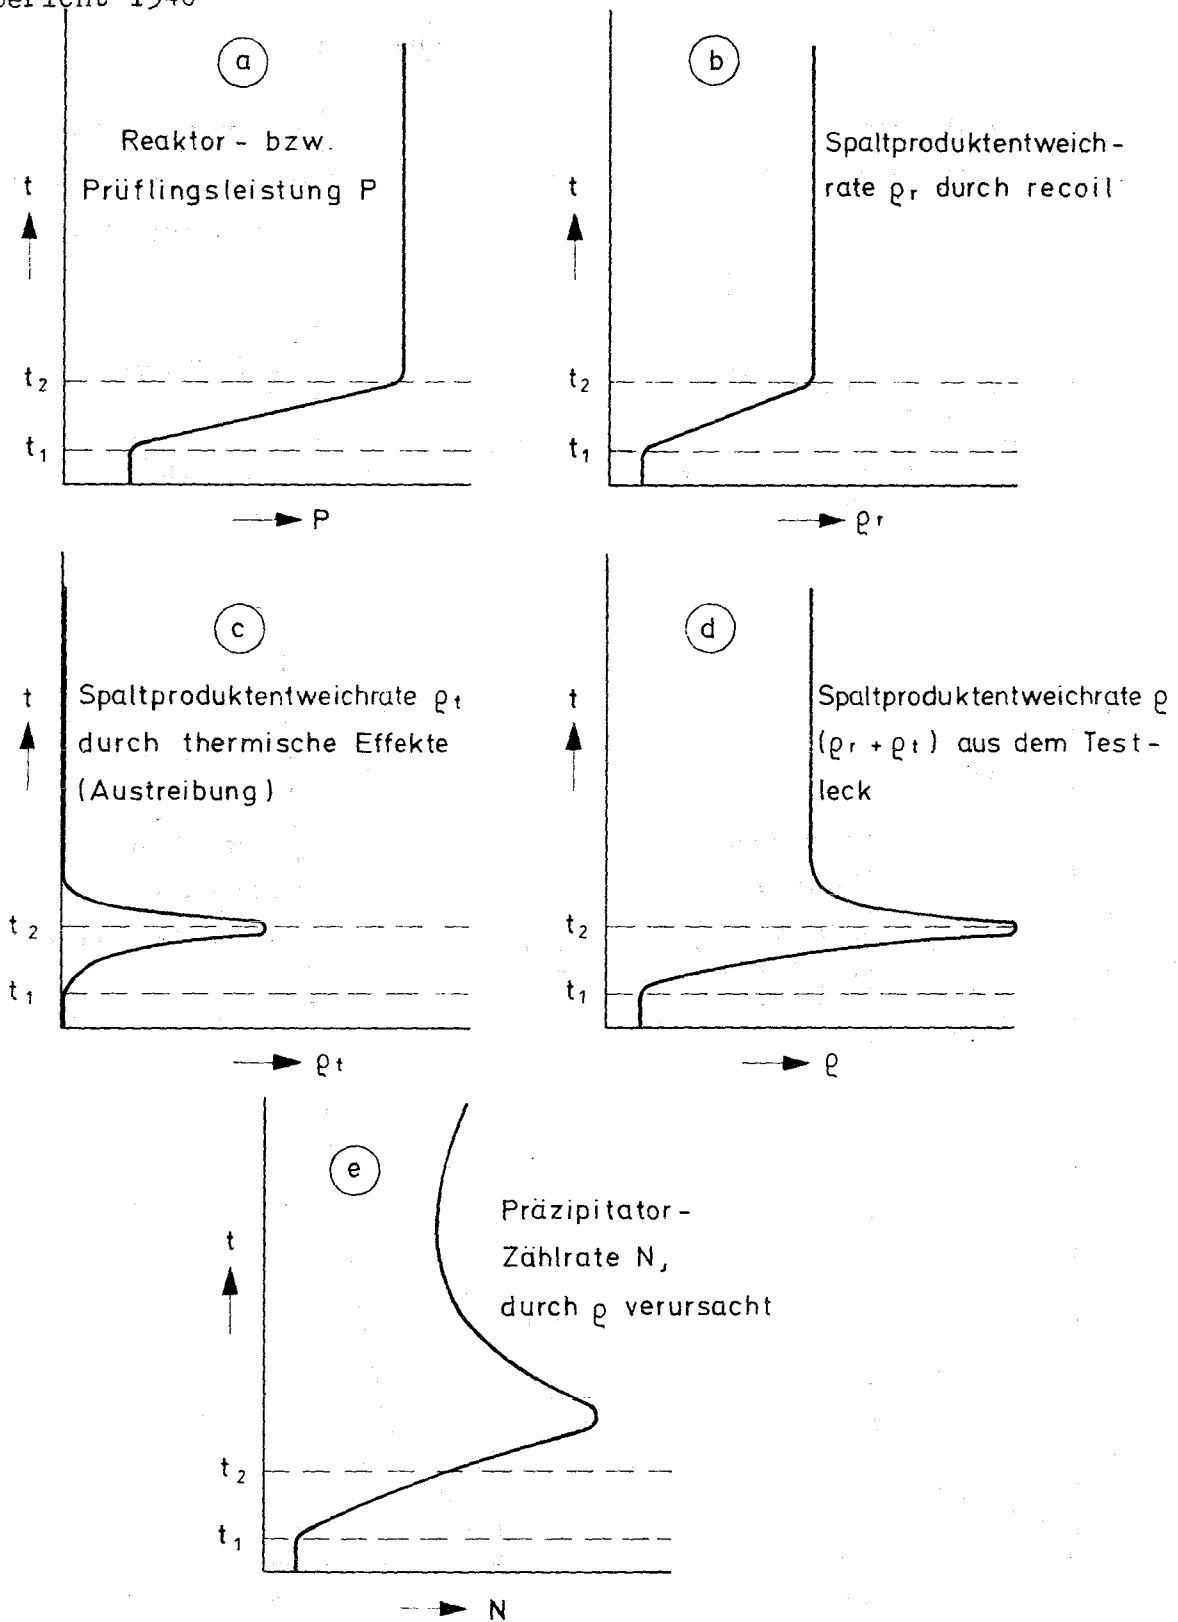 a
Reaktor - bzw.
Prüflingsleistung P
t
t2
t1
P
b
Spaltproduktentweich-
rate ϱr durch recoil
t
t2
t1
ϱr
c
Spaltproduktentweichrate ϱt
durch thermische Effekte
(Austreibung)
t
t2
t1
ϱt
d
Spaltproduktentweichrate ϱ
(ϱr + ϱt) aus dem Test-
leck
t
t2
t1
ϱ
e
Präzipitator-
Zählrate N,
durch ϱ verursacht
t
t2
t1
N